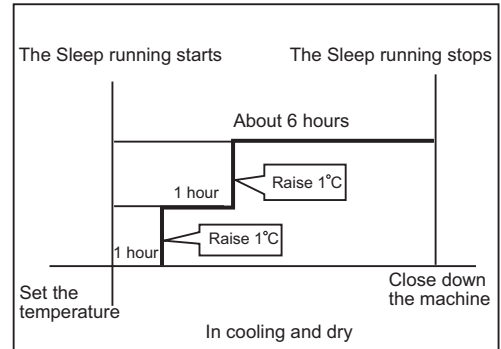 The Sleep running starts
The Sleep running stops
About 6 hours
1 hour
Raise 1°C
1 hour
Raise 1°C
Set the
temperature
Close down
the machine
In cooling and dry